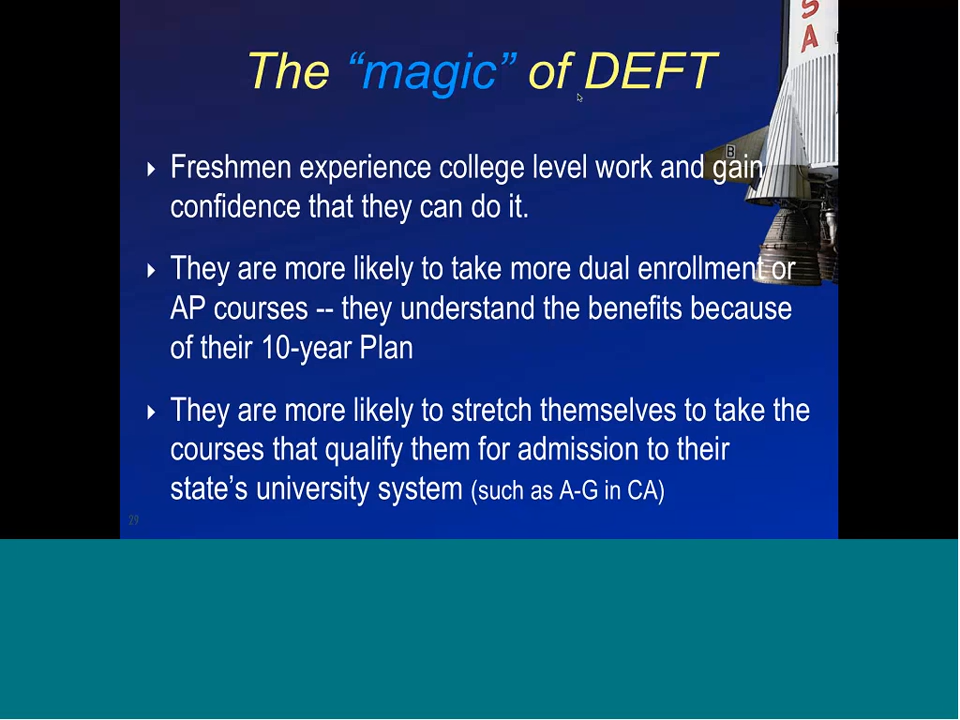 The “magic” of DEFT
S
A
B
Freshmen experience college level work and gain
confidence that they can do it.
They are more likely to take more dual enrollment or
AP courses -- they understand the benefits because
of their 10-year Plan
They are more likely to stretch themselves to take the
courses that qualify them for admission to their
state’s university system (such as A-G in CA)
29